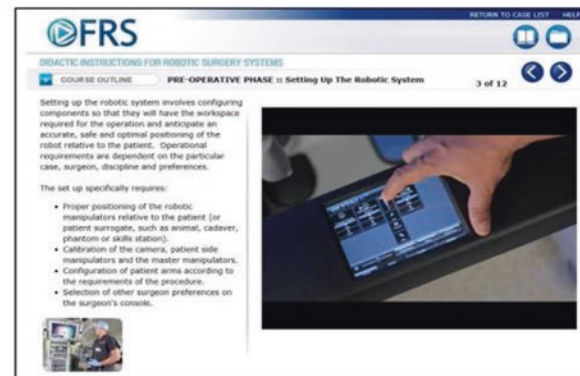 RETURN TO CASE LIST HELP
FRS
DIDACTIC INSTRUCTIONS FOR ROBOTIC SURGERY SYSTEMS
COURSE OUTLINE PRE-OPERATIVE PHASE :: Setting Up The Robotic System 3 of 12
Setting up the robotic system involves configuring
components so that they will have the workspace
required for the operation and anticipate an
accurate, safe and optimal positioning of the
robot relative to the patient. Operational
requirements are dependent on the particular
case, surgeon, discipline and preferences.
The set up specifically requires:
• Proper positioning of the robotic
manipulators relative to the patient (or
patient surrogate, such as animal, cadaver,
phantom or skills station).
• Calibration of the camera, patient side
manipulators and the master manipulators.
• Configuration of patient arms according to
the requirements of the procedure.
• Selection of other surgeon preferences on
the surgeon's console.